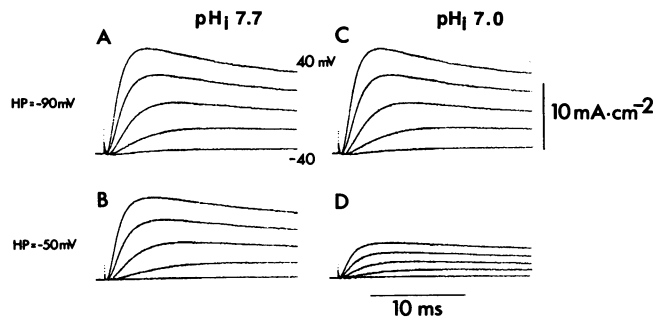 pHi 7.7
pHi 7.0
A
C
40 mV
HP = -90mV
10 mA·cm-2
-40
B
D
HP = -50mV
10 ms